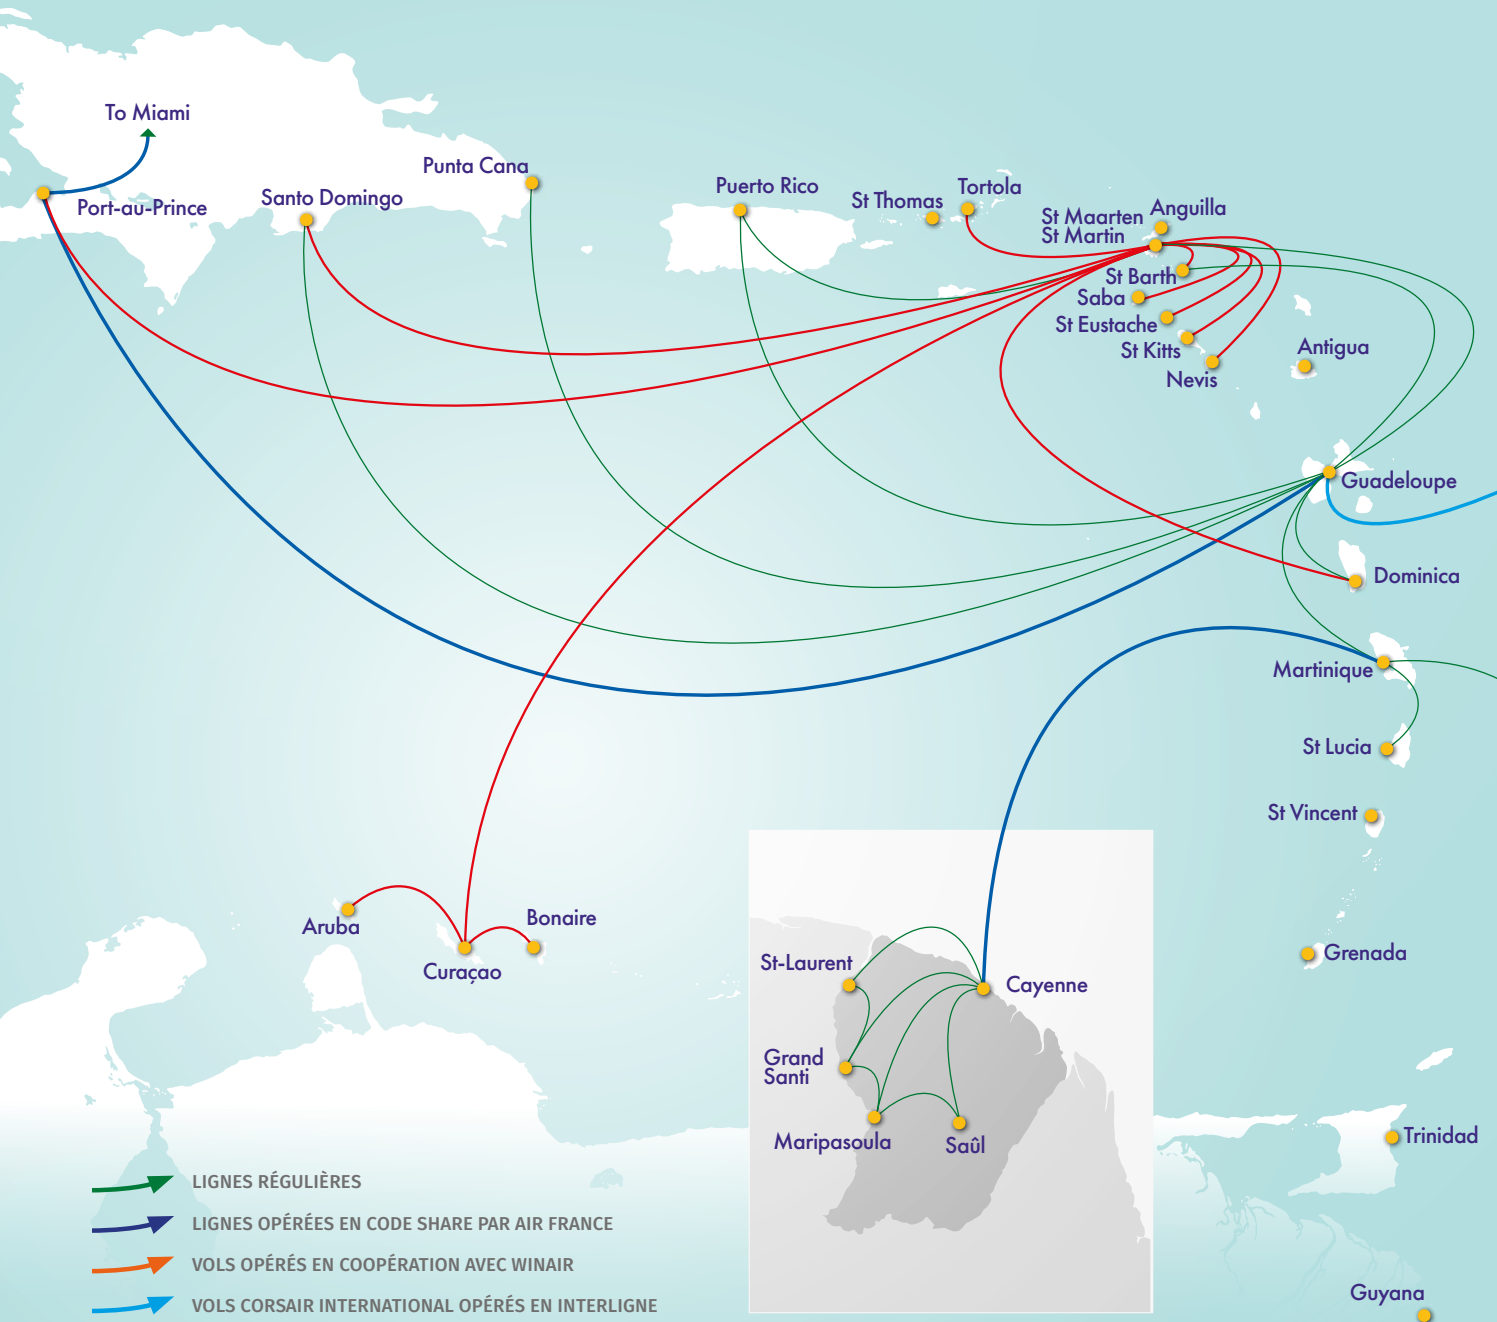 To Miami
Port-au-Prince
Santo Domingo
Punta Cana
Puerto Rico
St Thomas
Tortola
St Maarten
St Martin
Anguilla
St Barth
Saba
St Eustache
St Kitts
Nevis
Antigua
Guadeloupe
Dominica
Martinique
St Lucia
St Vincent
Grenada
Aruba
Curaçao
Bonaire
St-Laurent
Cayenne
Grand
Santi
Maripasoula
Saûl
Trinidad
Guyana
LIGNES RÉGULIÈRES
LIGNES OPÉRÉES EN CODE SHARE PAR AIR FRANCE
VOLS OPÉRÉS EN COOPÉRATION AVEC WINAIR
VOLS CORSAIR INTERNATIONAL OPÉRÉS EN INTERLIGNE